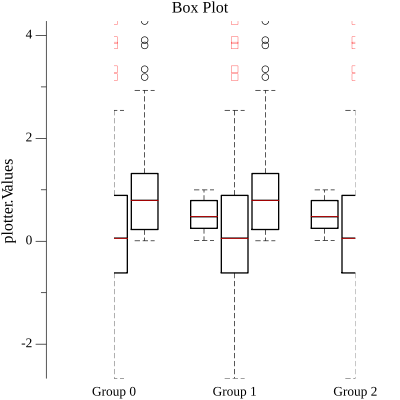 Box Plot
plotter.Values
4
2
0
-2
Group 0
Group 1
Group 2